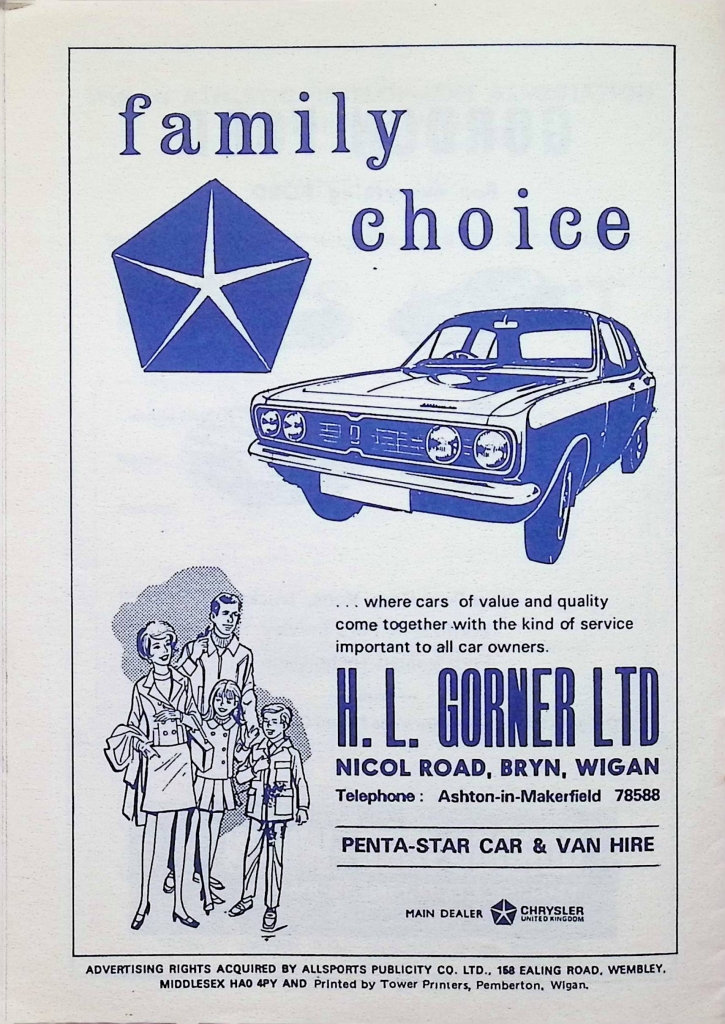 family
choice
... where cars of value and quality
come together with the kind of service
important to all car owners.
H. L. GORNER LTD
NICOL ROAD, BRYN, WIGAN
Telephone : Ashton-in-Makerfield 78588
PENTA-STAR CAR & VAN HIRE
MAIN DEALER CHRYSLER
UNITED KINGDOM
ADVERTISING RIGHTS ACQUIRED BY ALLSPORTS PUBLICITY CO. LTD., 158 EALING ROAD, WEMBLEY,
MIDDLESEX HA0 4PY AND Printed by Tower Printers, Pemberton, Wigan.